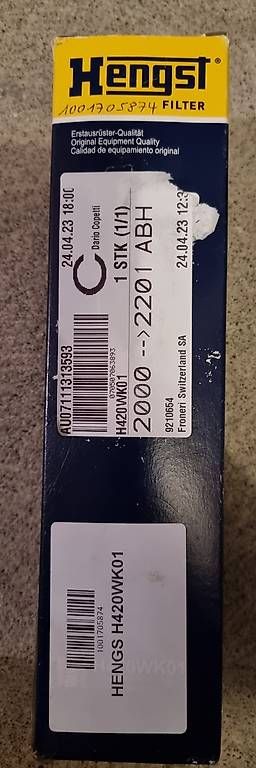 Hengst
1001705874 FILTER
Erstausrüster-Qualität
Original Equipment Quality
Calidad de equipamiento original
AU07111313593
24.04.23 18:00
Dario Copetti
H420WK01
1 STK (1/1)
2000 --> 2201 ABH
9210654
24.04.23 12:3
Froneri Switzerland SA
1001705874
HENGS H420WK01